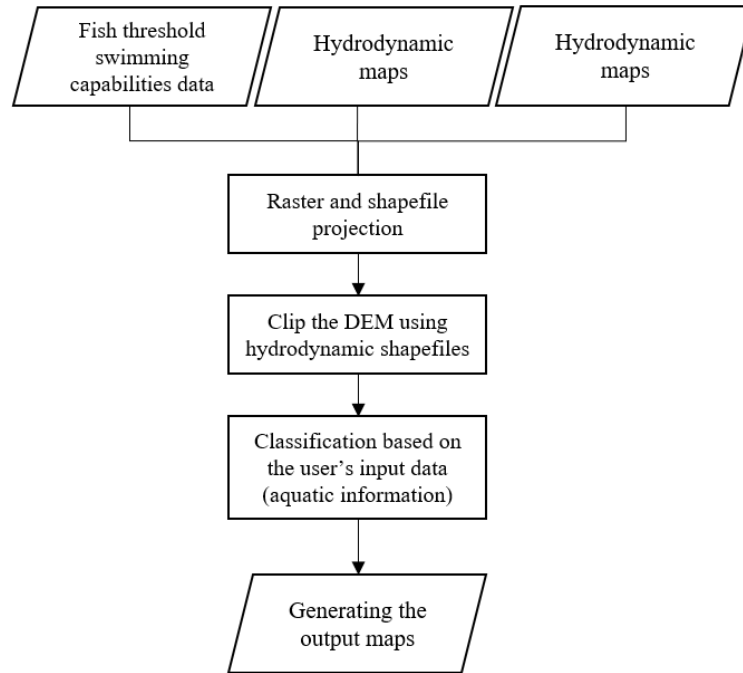 Fish threshold
swimming
capabilities data
Hydrodynamic
maps
Hydrodynamic
maps
Raster and shapefile
projection
Clip the DEM using
hydrodynamic shapefiles
Classification based on
the user’s input data
(aquatic information)
Generating the
output maps